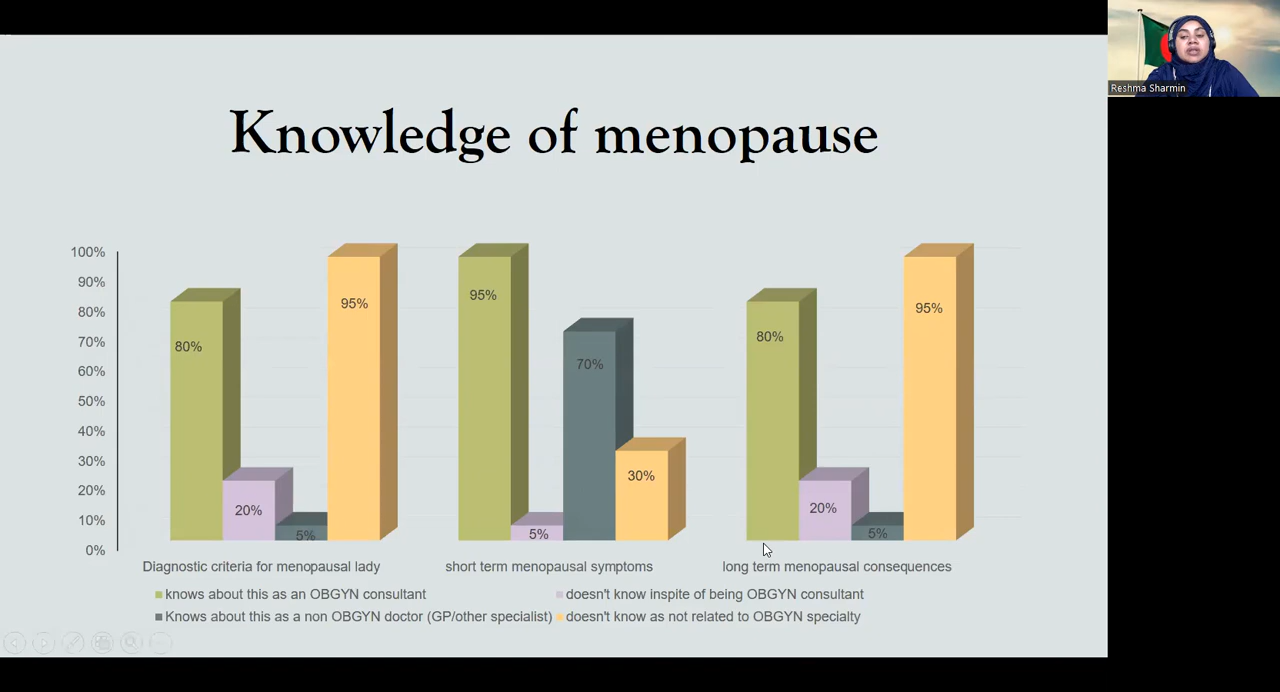 Reshma Sharmin
Knowledge of menopause
100%
90%
80%
70%
60%
50%
40%
30%
20%
10%
0%
80%
20%
5%
95%
95%
5%
70%
30%
80%
20%
5%
95%
Diagnostic criteria for menopausal lady
short term menopausal symptoms
long term menopausal consequences
knows about this as an OBGYN consultant
doesn't know inspite of being OBGYN consultant
Knows about this as a non OBGYN doctor (GP/other specialist)
doesn't know as not related to OBGYN specialty